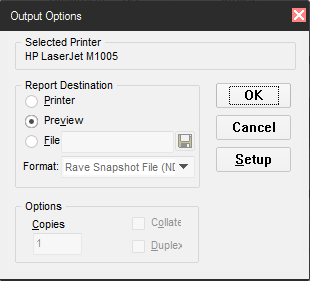 Output Options
Selected Printer
HP LaserJet M1005
Report Destination
Printer
Preview
File
Format: Rave Snapshot File (NI
OK
Cancel
Setup
Options
Copies
1
Collate
Duplex